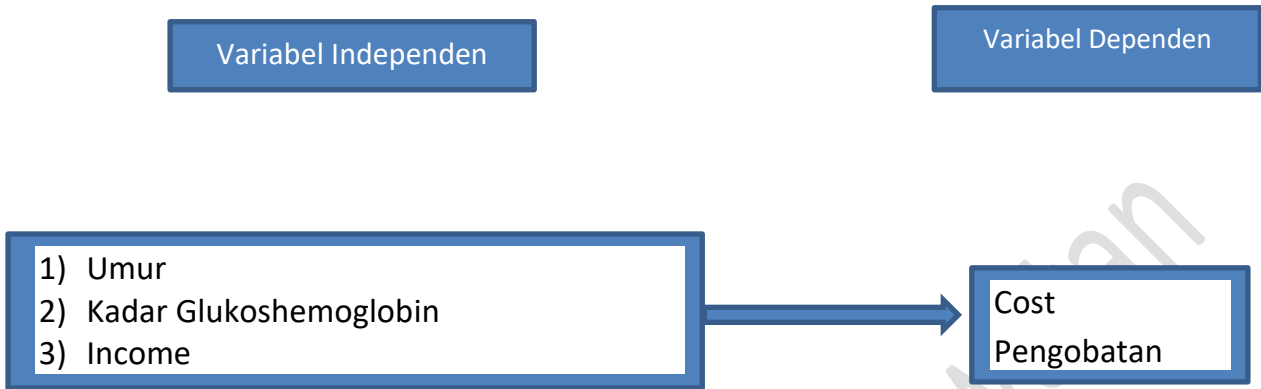 Variabel Independen
Variabel Dependen
1) Umur
2) Kadar Glukoshemoglobin
3) Income
Cost
Pengobatan